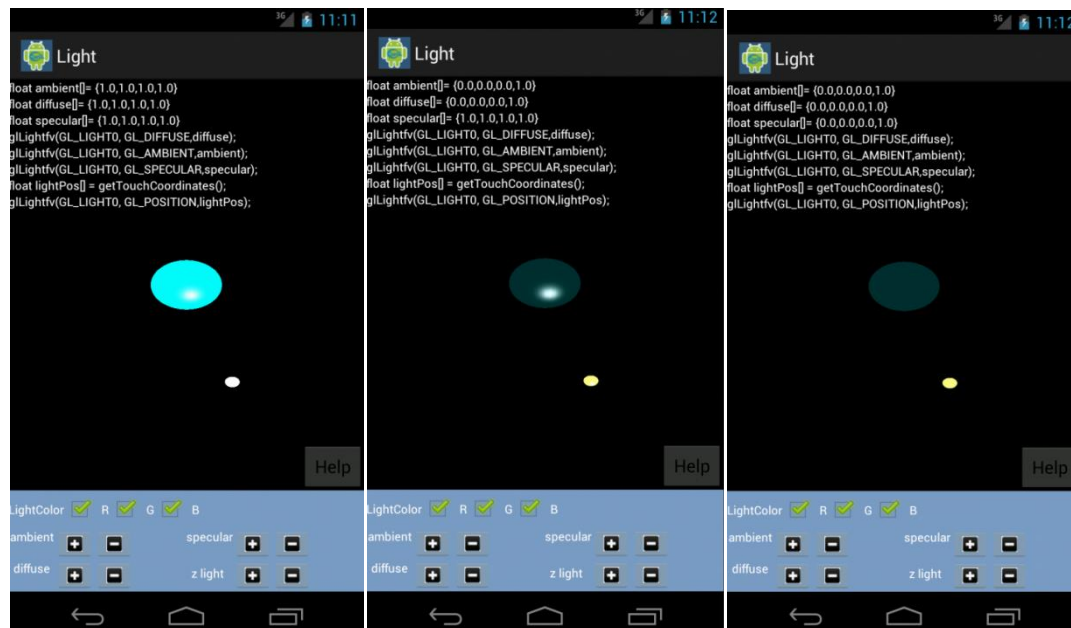 3G 11:11
Light
float ambient[]= {1.0,1.0,1.0,1.0}
float diffuse[]= {1.0,1.0,1.0,1.0}
float specular[]= {1.0,1.0,1.0,1.0}
glLightfv(GL_LIGHT0, GL_DIFFUSE,diffuse);
glLightfv(GL_LIGHT0, GL_AMBIENT,ambient);
glLightfv(GL_LIGHT0, GL_SPECULAR,specular);
float lightPos[] = getTouchCoordinates();
glLightfv(GL_LIGHT0, GL_POSITION,lightPos);
Help
LightColor R G B
ambient specular
diffuse z light
3G 11:12
Light
float ambient[]= {0.0,0.0,0.0,1.0}
float diffuse[]= {0.0,0.0,0.0,1.0}
float specular[]= {1.0,1.0,1.0,1.0}
glLightfv(GL_LIGHT0, GL_DIFFUSE,diffuse);
glLightfv(GL_LIGHT0, GL_AMBIENT,ambient);
glLightfv(GL_LIGHT0, GL_SPECULAR,specular);
float lightPos[] = getTouchCoordinates();
glLightfv(GL_LIGHT0, GL_POSITION,lightPos);
Help
LightColor R G B
ambient specular
diffuse z light
3G 11:12
Light
float ambient[]= {0.0,0.0,0.0,1.0}
float diffuse[]= {0.0,0.0,0.0,1.0}
float specular[]= {0.0,0.0,0.0,1.0}
glLightfv(GL_LIGHT0, GL_DIFFUSE,diffuse);
glLightfv(GL_LIGHT0, GL_AMBIENT,ambient);
glLightfv(GL_LIGHT0, GL_SPECULAR,specular);
float lightPos[] = getTouchCoordinates();
glLightfv(GL_LIGHT0, GL_POSITION,lightPos);
Help
LightColor R G B
ambient specular
diffuse z light